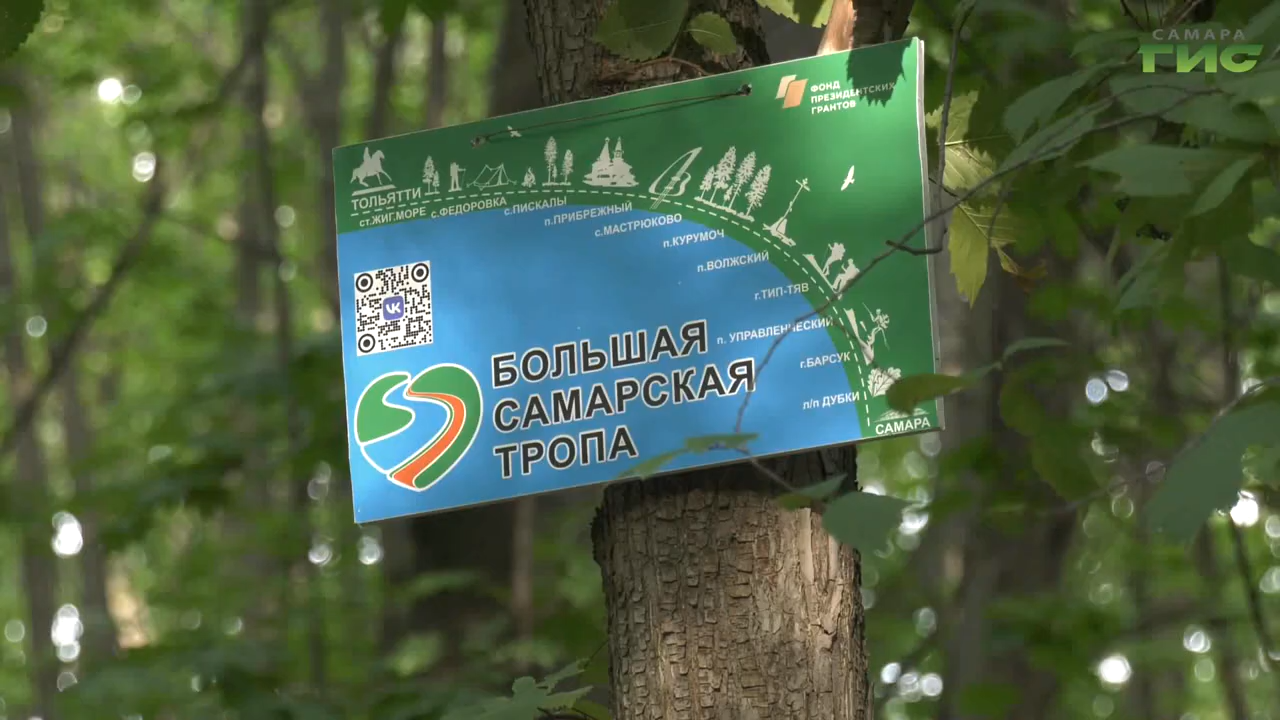 САМАРА
ГИС
ФОНД
ПРЕЗИДЕНТСКИХ
ГРАНТОВ
ТОЛЬЯТТИ
ст.ЖИГ.МОРЕ
с.ФЕДОРОВКА
с.ПИСКАЛЫ
п.ПРИБРЕЖНЫЙ
с.МАСТРЮКОВО
п.КУРУМОЧ
п.ВОЛЖСКИЙ
г.ТИП-ТЯВ
п. УПРАВЛЕНЧЕСКИЙ
г.БАРСУК
п/п ДУБКИ
САМАРА
БОЛЬШАЯ
САМАРСКАЯ
ТРОПА